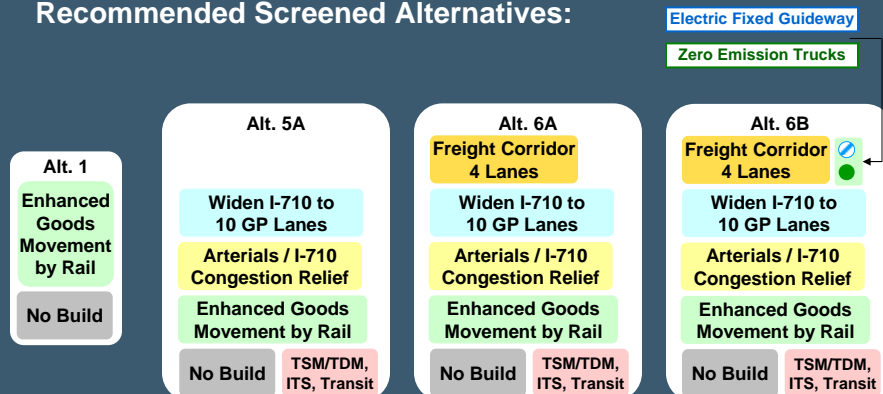 Recommended Screened Alternatives:
Electric Fixed Guideway
Zero Emission Trucks
Alt. 1
Enhanced
Goods
Movement
by Rail
No Build
Alt. 5A
Widen I-710 to
10 GP Lanes
Arterials / I-710
Congestion Relief
Enhanced Goods
Movement by Rail
No Build
TSM/TDM,
ITS, Transit
Alt. 6A
Freight Corridor
4 Lanes
Widen I-710 to
10 GP Lanes
Arterials / I-710
Congestion Relief
Enhanced Goods
Movement by Rail
No Build
TSM/TDM,
ITS, Transit
Alt. 6B
Freight Corridor
4 Lanes
Widen I-710 to
10 GP Lanes
Arterials / I-710
Congestion Relief
Enhanced Goods
Movement by Rail
No Build
TSM/TDM,
ITS, Transit